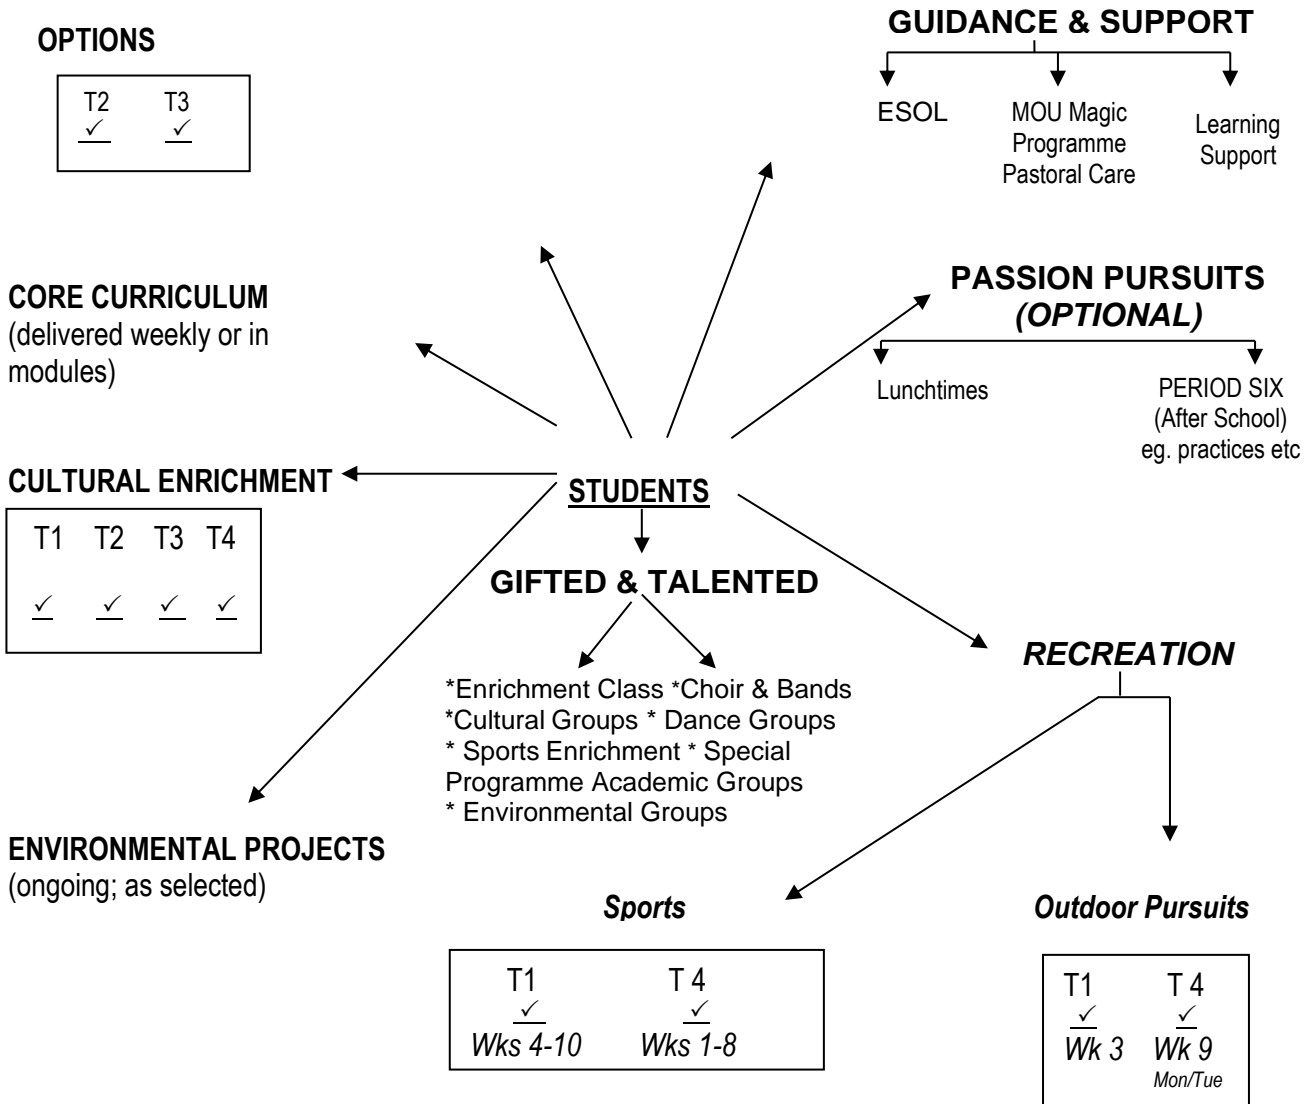 OPTIONS
T2 T3
✓ ✓
GUIDANCE & SUPPORT
ESOL
MOU Magic
Programme
Pastoral Care
Learning
Support
CORE CURRICULUM
(delivered weekly or in
modules)
PASSION PURSUITS
(OPTIONAL)
Lunchtimes
PERIOD SIX
(After School)
eg. practices etc
CULTURAL ENRICHMENT
T1 T2 T3 T4
✓ ✓ ✓ ✓
STUDENTS
GIFTED & TALENTED
*Enrichment Class *Choir & Bands
*Cultural Groups * Dance Groups
* Sports Enrichment * Special
Programme Academic Groups
* Environmental Groups
RECREATION
ENVIRONMENTAL PROJECTS
(ongoing; as selected)
Sports
T1 T 4
✓ ✓
Wks 4-10 Wks 1-8
Outdoor Pursuits
T1 T 4
✓ ✓
Wk 3 Wk 9
Mon/Tue